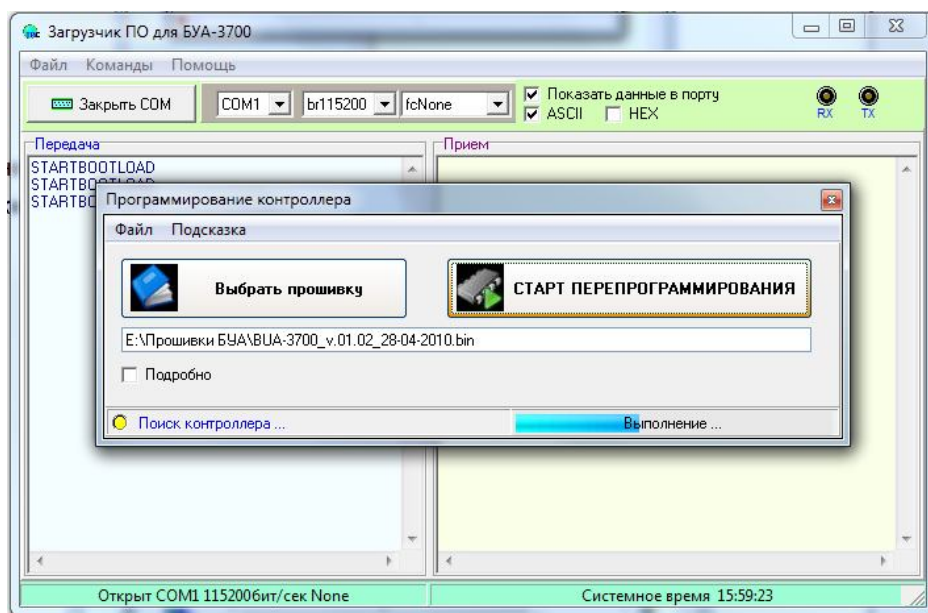 Загрузчик ПО для БУА-3700
Файл Команды Помощь
Закрыть COM COM1 br115200 fcNone Показать данные в порту
ASCII HEX RX TX
Передача Прием
STARTBOOTLOAD
STARTBOOTLOAD
STARTBO
Программирование контроллера
Файл Подсказка
Выбрать прошивку СТАРТ ПЕРЕПРОГРАММИРОВАНИЯ
E:\Прошивки БУА\BUA-3700_v.01.02_28-04-2010.bin
Подробно
Поиск контроллера ... Выполнение ...
Открыт COM1 115200бит/сек None Системное время 15:59:23